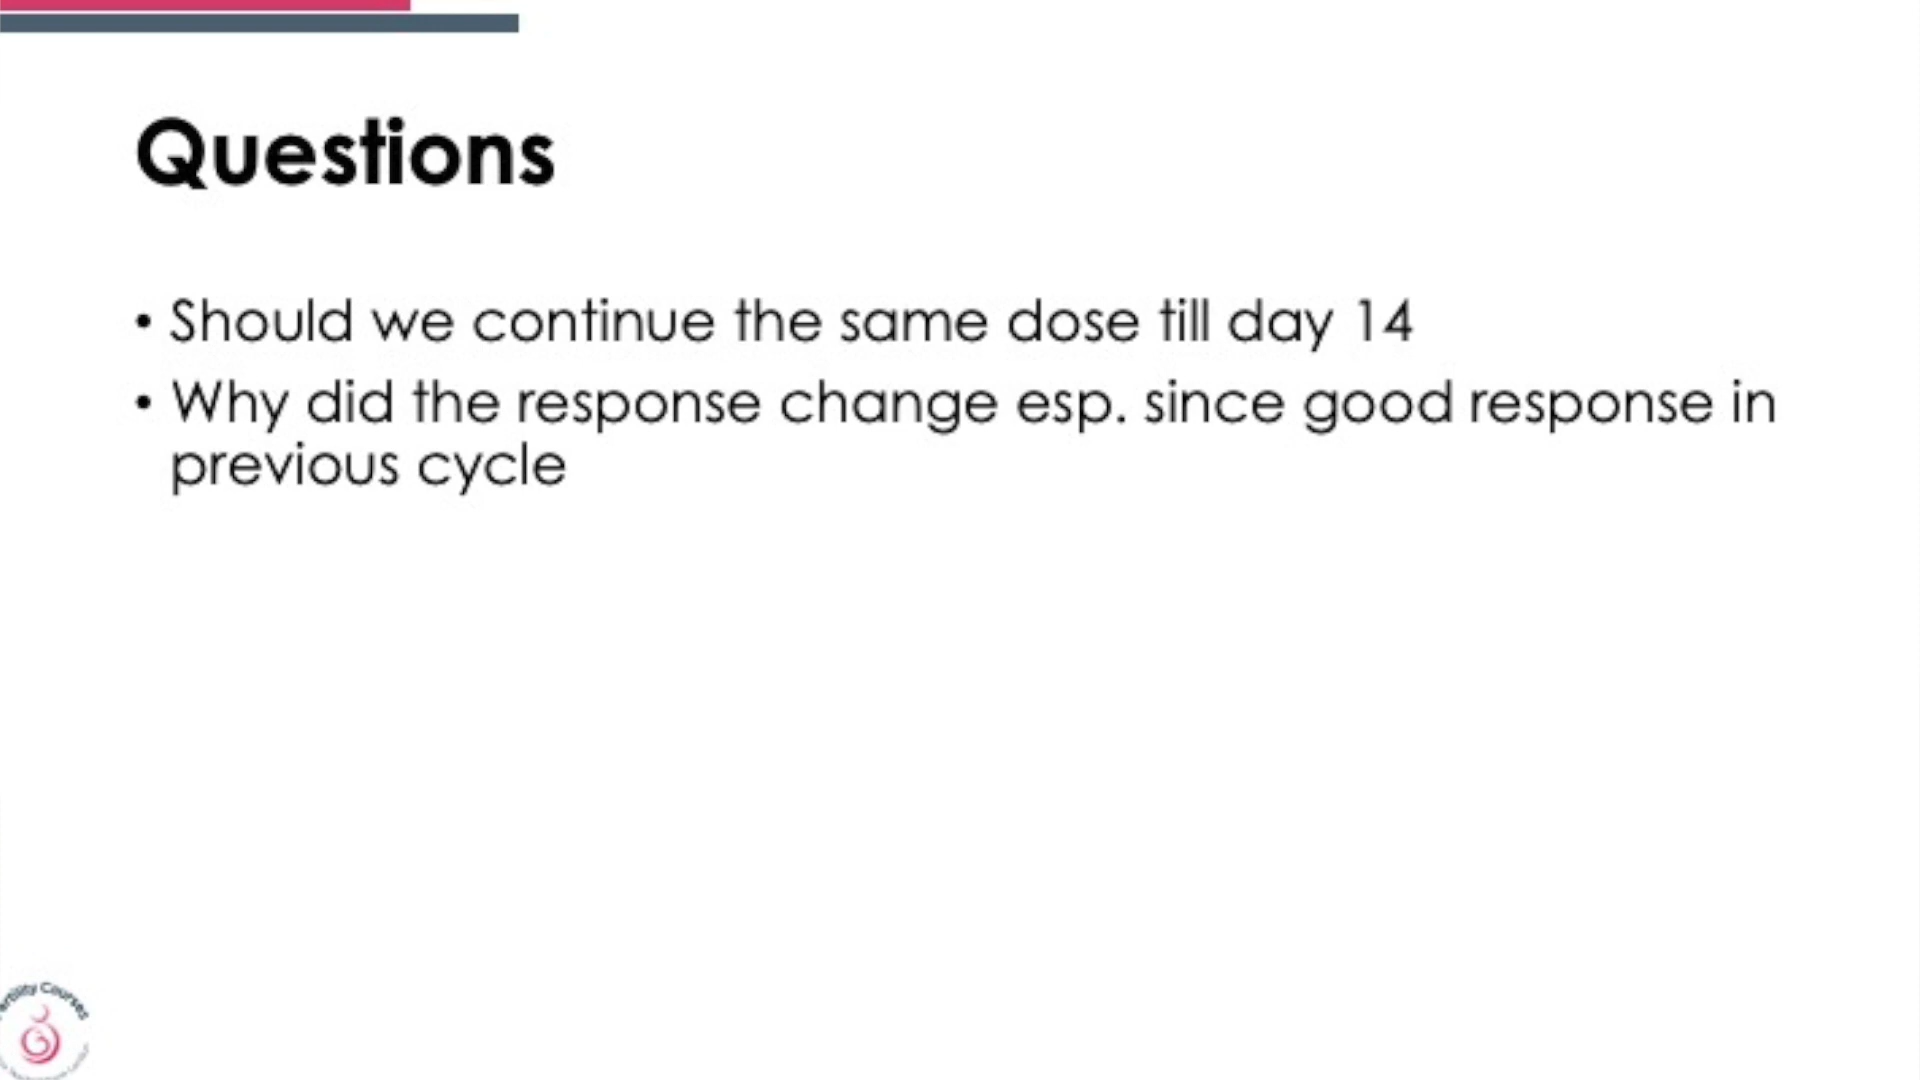 Questions
• Should we continue the same dose till day 14
• Why did the response change esp. since good response in
previous cycle
Courses